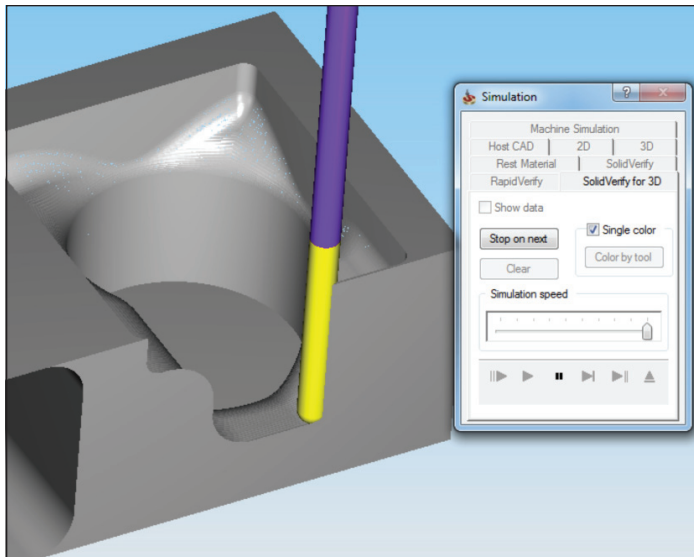 Simulation
Machine Simulation
Host CAD 2D 3D
Rest Material SolidVerify
RapidVerify SolidVerify for 3D
Show data
Single color
Stop on next
Color by tool
Clear
Simulation speed